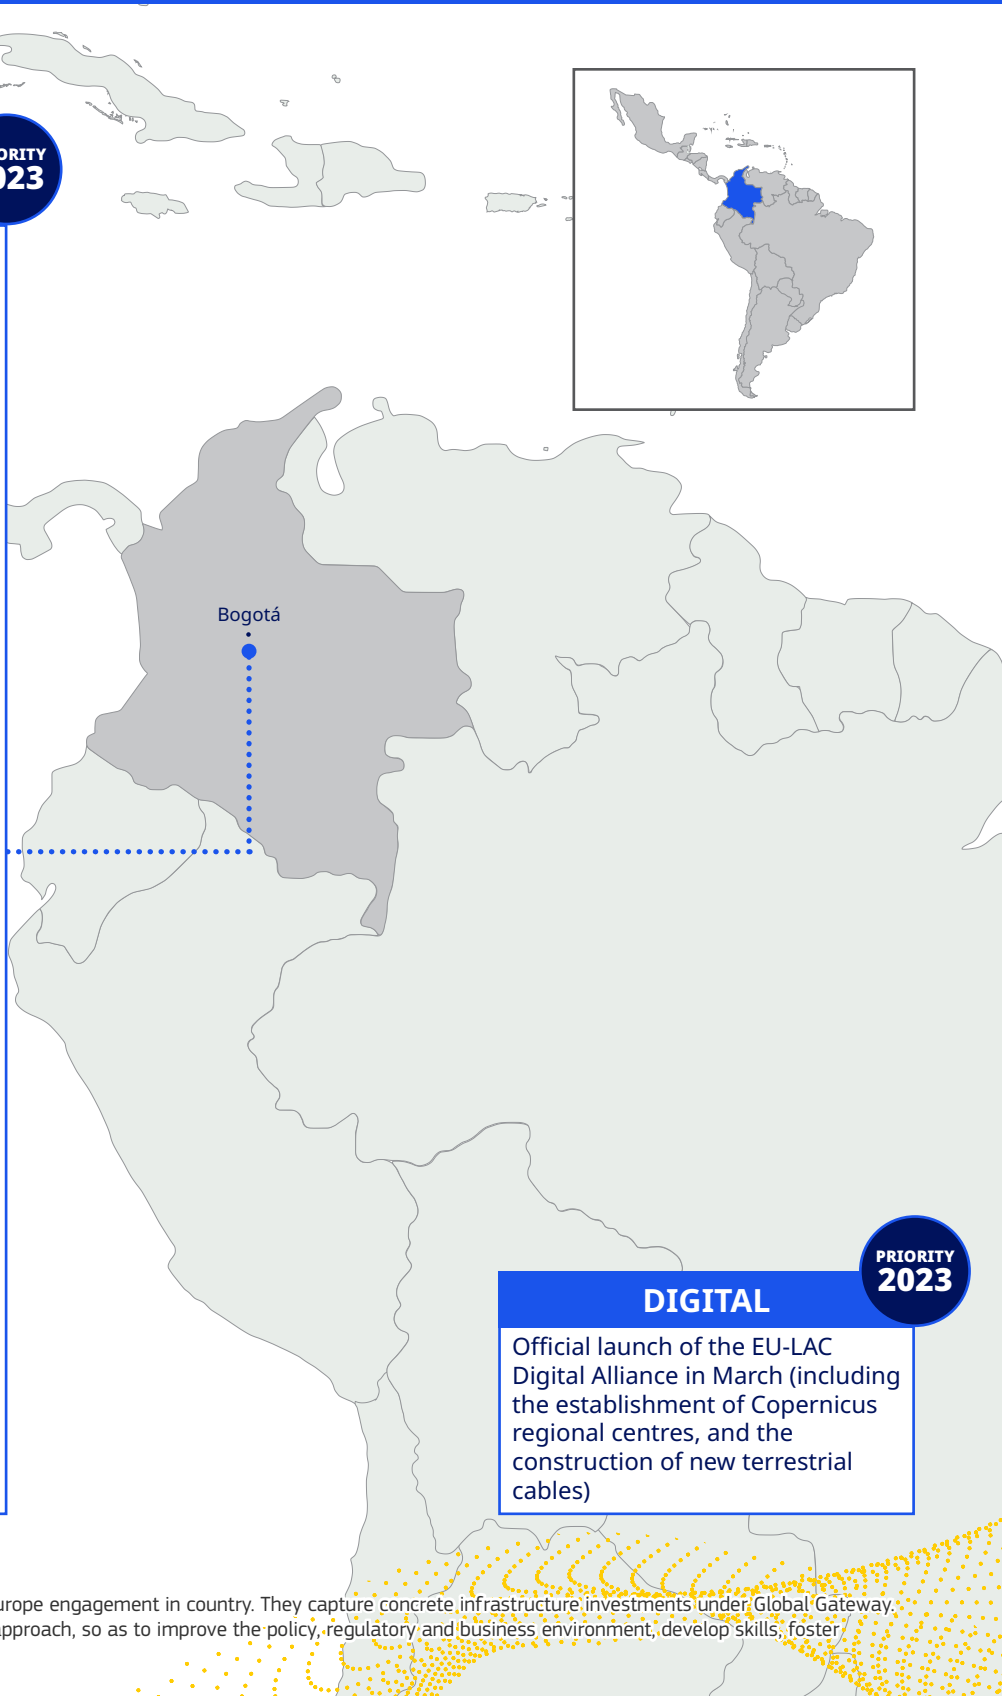 ORITY
023
Bogotá
PRIORITY
2023
DIGITAL
Official launch of the EU-LAC
Digital Alliance in March (including
the establishment of Copernicus
regional centres, and the
construction of new terrestrial
cables)
urope engagement in country. They capture concrete infrastructure investments under Global Gateway.
approach, so as to improve the policy, regulatory and business environment, develop skills, foster